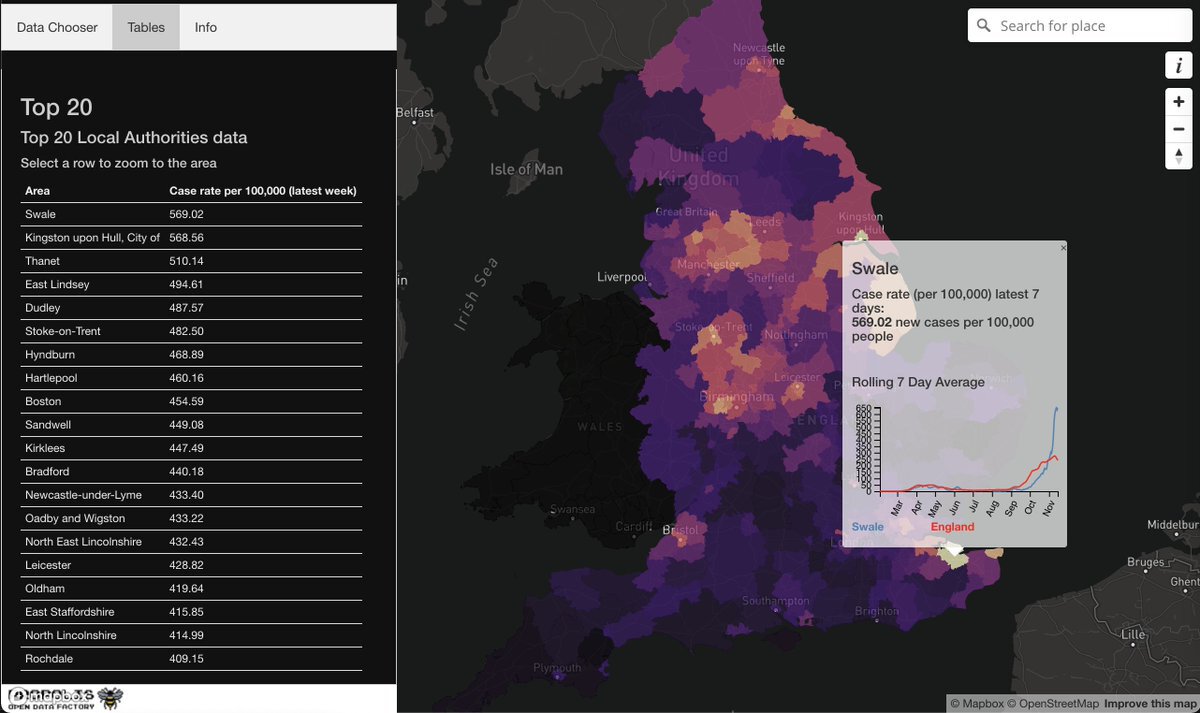 Data Chooser Tables Info
Top 20
Top 20 Local Authorities data
Select a row to zoom to the area
Area Case rate per 100,000 (latest week)
Swale 569.02
Kingston upon Hull, City of 568.56
Thanet 510.14
East Lindsey 494.61
Dudley 487.57
Stoke-on-Trent 482.50
Hyndburn 468.89
Hartlepool 460.16
Boston 454.59
Sandwell 449.08
Kirklees 447.49
Bradford 440.18
Newcastle-under-Lyme 433.40
Oadby and Wigston 433.22
North East Lincolnshire 432.43
Leicester 428.82
Oldham 419.64
East Staffordshire 415.85
North Lincolnshire 414.99
Rochdale 409.15
mapbox
OPEN DATA FACTORY
Search for place
i
+
−
Newcastle
upon Tyne
Belfast
Isle of Man
United
Kingdom
Great Britain
Leeds
Kingston
upon Hull
Manchester
Liverpool
Sheffield
Irish Sea
in
Stoke-on-Trent
Nottingham
Leicester
Norwich
Birmingham
WALES
ENGLA
Swansea
Cardiff
Bristol
Southampton
Brighton
Plymouth
Middelbur
Bruges
Ghent
Lille
×
Swale
Case rate (per 100,000) latest 7
days:
569.02 new cases per 100,000
people
Rolling 7 Day Average
650
600
550
500
450
400
350
300
250
200
150
100
50
0
Mar Apr May Jun Jul Aug Sep Oct Nov
Swale England
© Mapbox © OpenStreetMap Improve this map